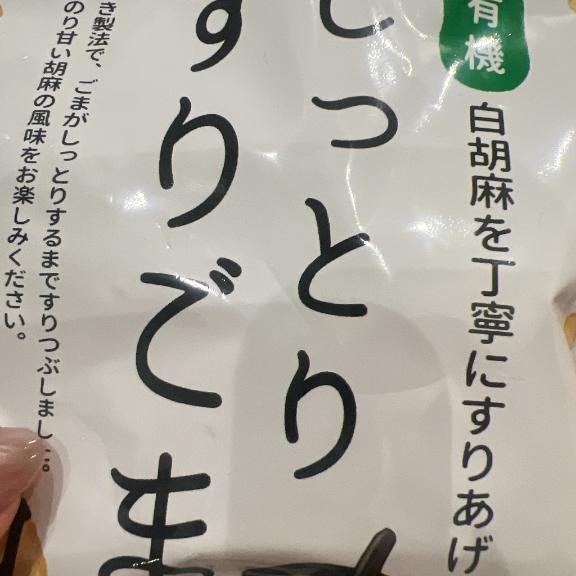 有機
白胡麻を丁寧にすりあげ
しっとり
すりごま
き製法で、ごまがしっとりするまですりつぶしまし
のり甘い胡麻の風味をお楽しみください。